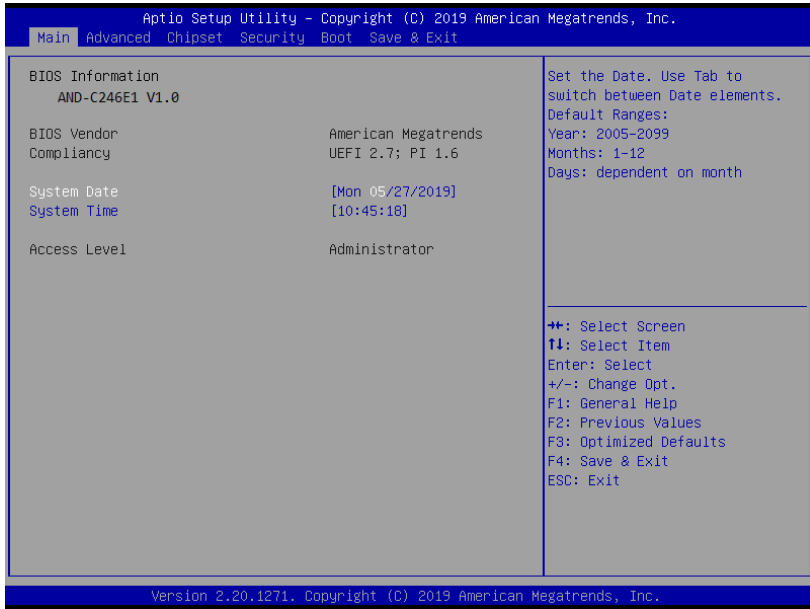 Aptio Setup Utility – Copyright (C) 2019 American Megatrends, Inc.
Main Advanced Chipset Security Boot Save & Exit
BIOS Information
AND-C246E1 V1.0
BIOS Vendor American Megatrends
Compliancy UEFI 2.7; PI 1.6
System Date [Mon 05/27/2019]
System Time [10:45:18]
Access Level Administrator
Set the Date. Use Tab to
switch between Date elements.
Default Ranges:
Year: 2005-2099
Months: 1-12
Days: dependent on month
→←: Select Screen
↑↓: Select Item
Enter: Select
+/-: Change Opt.
F1: General Help
F2: Previous Values
F3: Optimized Defaults
F4: Save & Exit
ESC: Exit
Version 2.20.1271. Copyright (C) 2019 American Megatrends, Inc.